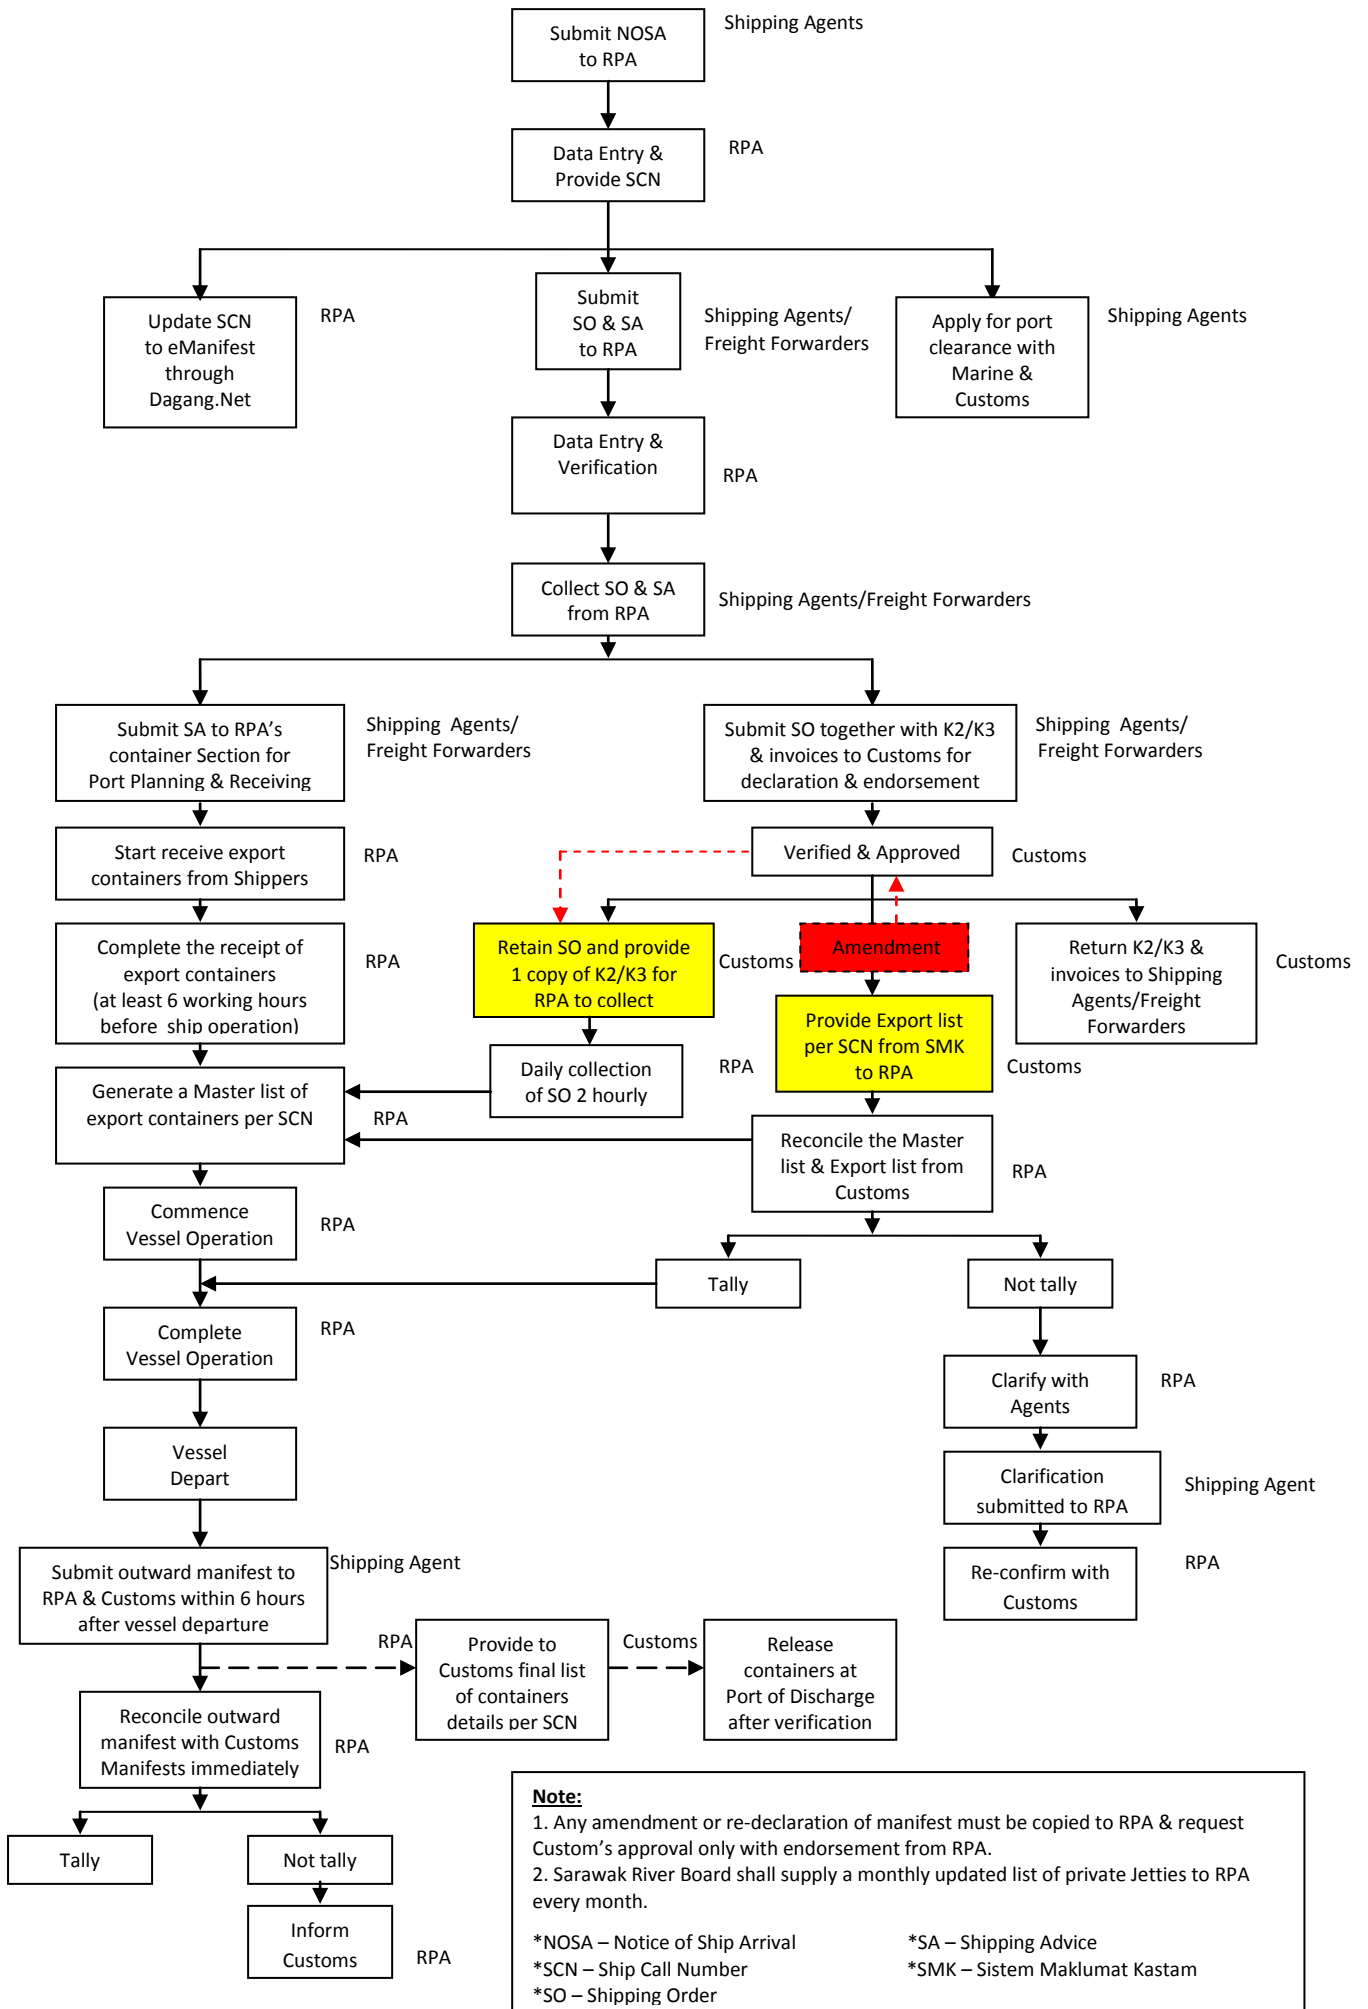 Submit NOSA
to RPA
Shipping Agents
Data Entry &
Provide SCN
RPA
Update SCN
to eManifest
through
Dagang.Net
RPA
Submit
SO & SA
to RPA
Shipping Agents/
Freight Forwarders
Apply for port
clearance with
Marine &
Customs
Shipping Agents
Data Entry &
Verification
RPA
Collect SO & SA
from RPA
Shipping Agents/Freight Forwarders
Submit SA to RPA’s
container Section for
Port Planning & Receiving
Shipping Agents/
Freight Forwarders
Submit SO together with K2/K3
& invoices to Customs for
declaration & endorsement
Shipping Agents/
Freight Forwarders
Start receive export
containers from Shippers
RPA
Verified & Approved
Customs
Complete the receipt of
export containers
(at least 6 working hours
before ship operation)
RPA
Retain SO and provide
1 copy of K2/K3 for
RPA to collect
Customs
Amendment
Return K2/K3 &
invoices to Shipping
Agents/Freight
Forwarders
Customs
Provide Export list
per SCN from SMK
to RPA
Customs
Daily collection
of SO 2 hourly
RPA
Generate a Master list of
export containers per SCN
RPA
Reconcile the Master
list & Export list from
Customs
RPA
Commence
Vessel Operation
RPA
Tally
Not tally
Complete
Vessel Operation
RPA
Clarify with
Agents
RPA
Vessel
Depart
Clarification
submitted to RPA
Shipping Agent
Submit outward manifest to
RPA & Customs within 6 hours
after vessel departure
Shipping Agent
Re-confirm with
Customs
RPA
RPA
Provide to
Customs final list
of containers
details per SCN
Customs
Release
containers at
Port of Discharge
after verification
Reconcile outward
manifest with Customs
Manifests immediately
RPA
Tally
Not tally
Inform
Customs
RPA
Note:
1. Any amendment or re-declaration of manifest must be copied to RPA & request
Custom’s approval only with endorsement from RPA.
2. Sarawak River Board shall supply a monthly updated list of private Jetties to RPA
every month.
*NOSA – Notice of Ship Arrival
*SA – Shipping Advice
*SCN – Ship Call Number
*SMK – Sistem Maklumat Kastam
*SO – Shipping Order